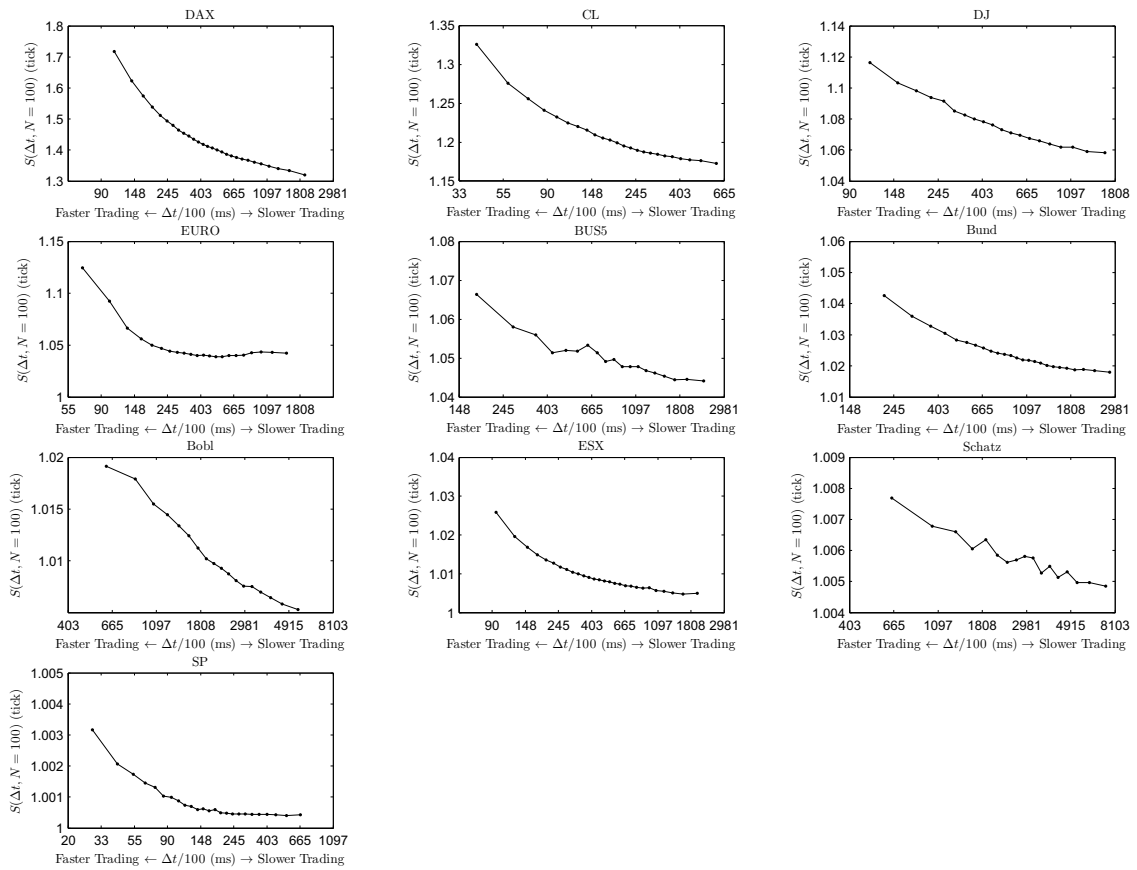 DAX
S(Δt, N = 100) (tick)
1.8
1.7
1.6
1.5
1.4
1.3
90 148 245 403 665 1097 1808 2981
Faster Trading ← Δt/100 (ms) → Slower Trading
CL
S(Δt, N = 100) (tick)
1.35
1.3
1.25
1.2
1.15
33 55 90 148 245 403 665
Faster Trading ← Δt/100 (ms) → Slower Trading
DJ
S(Δt, N = 100) (tick)
1.14
1.12
1.1
1.08
1.06
1.04
90 148 245 403 665 1097 1808
Faster Trading ← Δt/100 (ms) → Slower Trading
EURO
S(Δt, N = 100) (tick)
1.15
1.1
1.05
1
55 90 148 245 403 665 1097 1808
Faster Trading ← Δt/100 (ms) → Slower Trading
BUS5
S(Δt, N = 100) (tick)
1.08
1.07
1.06
1.05
1.04
148 245 403 665 1097 1808 2981
Faster Trading ← Δt/100 (ms) → Slower Trading
Bund
S(Δt, N = 100) (tick)
1.06
1.05
1.04
1.03
1.02
1.01
148 245 403 665 1097 1808 2981
Faster Trading ← Δt/100 (ms) → Slower Trading
Bobl
S(Δt, N = 100) (tick)
1.02
1.015
1.01
403 665 1097 1808 2981 4915 8103
Faster Trading ← Δt/100 (ms) → Slower Trading
ESX
S(Δt, N = 100) (tick)
1.04
1.03
1.02
1.01
1
90 148 245 403 665 1097 1808 2981
Faster Trading ← Δt/100 (ms) → Slower Trading
Schatz
S(Δt, N = 100) (tick)
1.009
1.008
1.007
1.006
1.005
1.004
403 665 1097 1808 2981 4915 8103
Faster Trading ← Δt/100 (ms) → Slower Trading
SP
S(Δt, N = 100) (tick)
1.005
1.004
1.003
1.002
1.001
1
20 33 55 90 148 245 403 665 1097
Faster Trading ← Δt/100 (ms) → Slower Trading